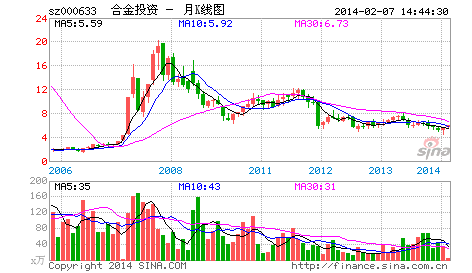 sz000633 合金投资 - 月K线图 2014-02-07 14:44:30
MA5:5.59 MA10:5.92 MA30:6.73
24
20
16
12
8
4
0
2006 2008 2011 2012 2013 2014
sina
MA5:35 MA10:43 MA30:31
200
160
120
80
40
x万
Copyright 2014 SINA.COM http://finance.sina.com.cn